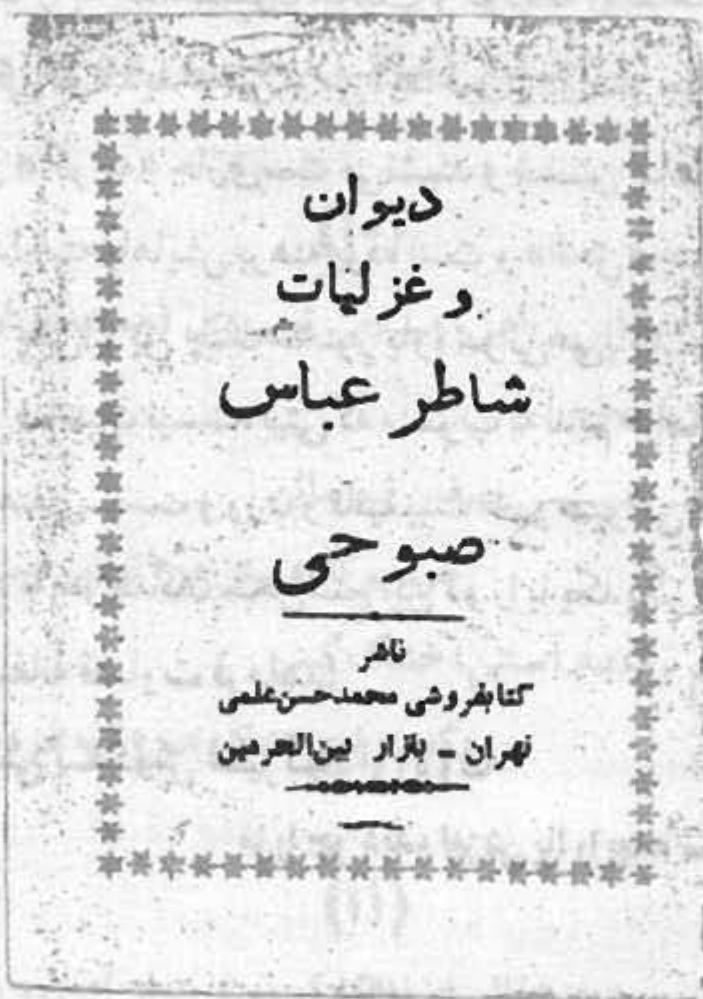 دیوان
و غزلیات
شاطر عباس
صبوحی
ناشر
کتابفروشی محمدحسن علمی
تهران - بازار بین‌الحرمین